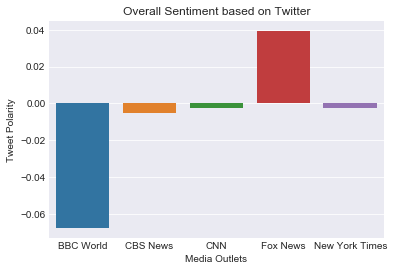 Overall Sentiment based on Twitter
0.04
0.02
0.00
−0.02
−0.04
−0.06
Tweet Polarity
BBC World CBS News CNN Fox News New York Times
Media Outlets